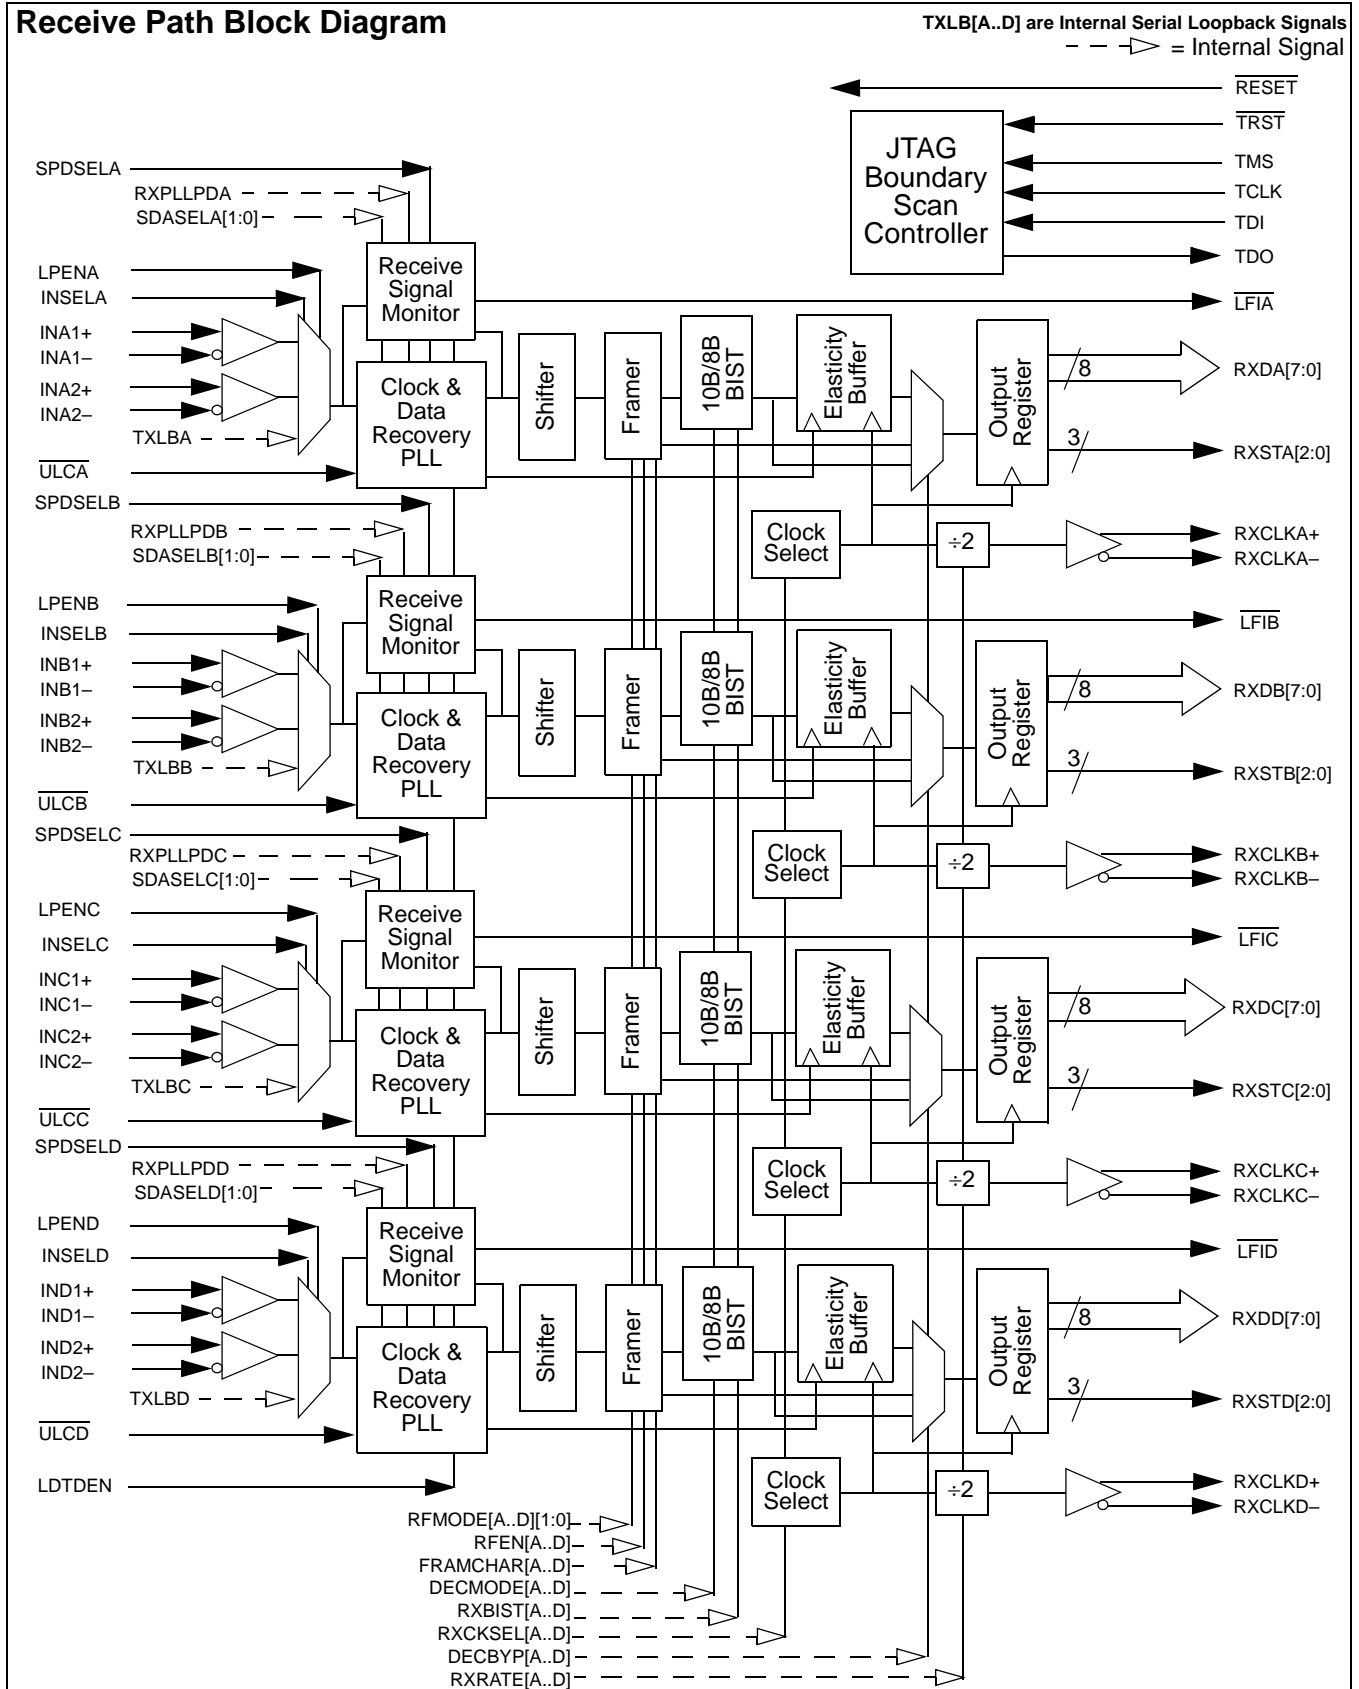 Receive Path Block Diagram
TXLB[A..D] are Internal Serial Loopback Signals
= Internal Signal
RESET
TRST
TMS
TCLK
TDI
TDO
JTAG
Boundary
Scan
Controller
SPDSELA
RXPLLPDA
SDASELA[1:0]
LPENA
INSELA
INA1+
INA1–
INA2+
INA2–
TXLBA
ULCA
Receive
Signal
Monitor
Clock &
Data
Recovery
PLL
Shifter
Framer
10B/8B
BIST
Elasticity
Buffer
Output
Register
Clock
Select
÷2
8
3
LFIA
RXDA[7:0]
RXSTA[2:0]
RXCLKA+
RXCLKA–
SPDSELB
RXPLLPDB
SDASELB[1:0]
LPENB
INSELB
INB1+
INB1–
INB2+
INB2–
TXLBB
ULCB
Receive
Signal
Monitor
Clock &
Data
Recovery
PLL
Shifter
Framer
10B/8B
BIST
Elasticity
Buffer
Output
Register
Clock
Select
÷2
8
3
LFIB
RXDB[7:0]
RXSTB[2:0]
RXCLKB+
RXCLKB–
SPDSELC
RXPLLPDC
SDASELC[1:0]
LPENC
INSELC
INC1+
INC1–
INC2+
INC2–
TXLBC
ULCC
Receive
Signal
Monitor
Clock &
Data
Recovery
PLL
Shifter
Framer
10B/8B
BIST
Elasticity
Buffer
Output
Register
Clock
Select
÷2
8
3
LFIC
RXDC[7:0]
RXSTC[2:0]
RXCLKC+
RXCLKC–
SPDSELD
RXPLLPDD
SDASELD[1:0]
LPEND
INSELD
IND1+
IND1–
IND2+
IND2–
TXLBD
ULCD
LDTDEN
Receive
Signal
Monitor
Clock &
Data
Recovery
PLL
Shifter
Framer
10B/8B
BIST
Elasticity
Buffer
Output
Register
Clock
Select
÷2
8
3
LFID
RXDD[7:0]
RXSTD[2:0]
RXCLKD+
RXCLKD–
RFMODE[A..D][1:0]
RFEN[A..D]
FRAMCHAR[A..D]
DECMODE[A..D]
RXBIST[A..D]
RXCKSEL[A..D]
DECBYP[A..D]
RXRATE[A..D]